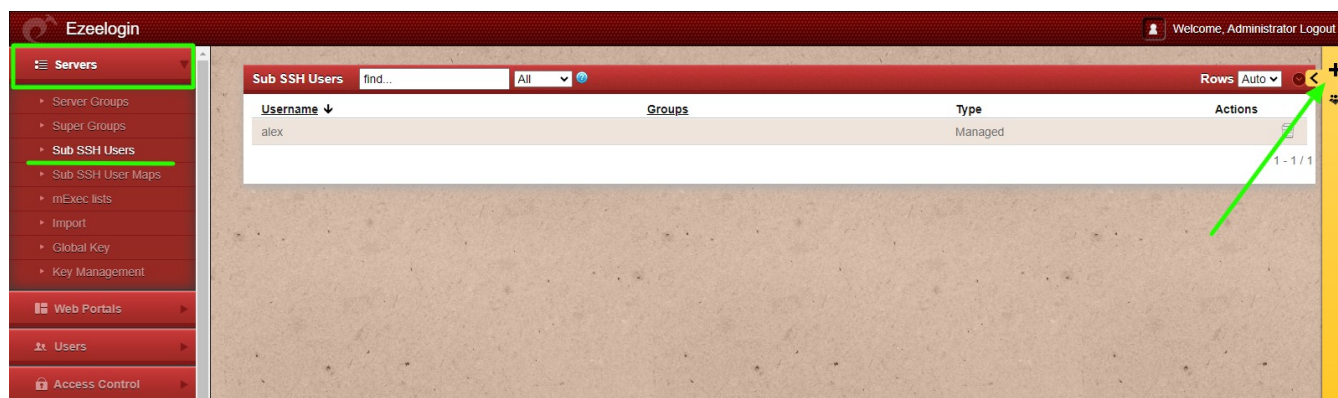 Ezeelogin
Welcome, Administrator Logout
Servers
Server Groups
Super Groups
Sub SSH Users
Sub SSH User Maps
mExec lists
Import
Global Key
Key Management
Web Portals
Users
Access Control
Sub SSH Users find... All Rows Auto
Username Groups Type Actions
alex Managed
1 - 1 / 1